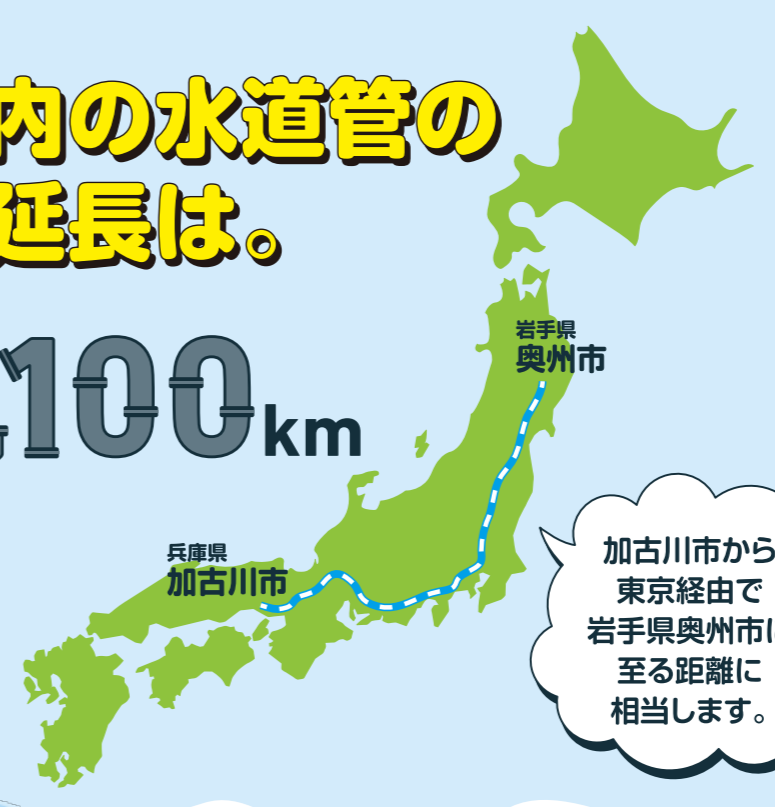 内の水道管の
延長は。
100km
岩手県
奥州市
兵庫県
加古川市
加古川市から
東京経由で
岩手県奥州市に
至る距離に
相当します。